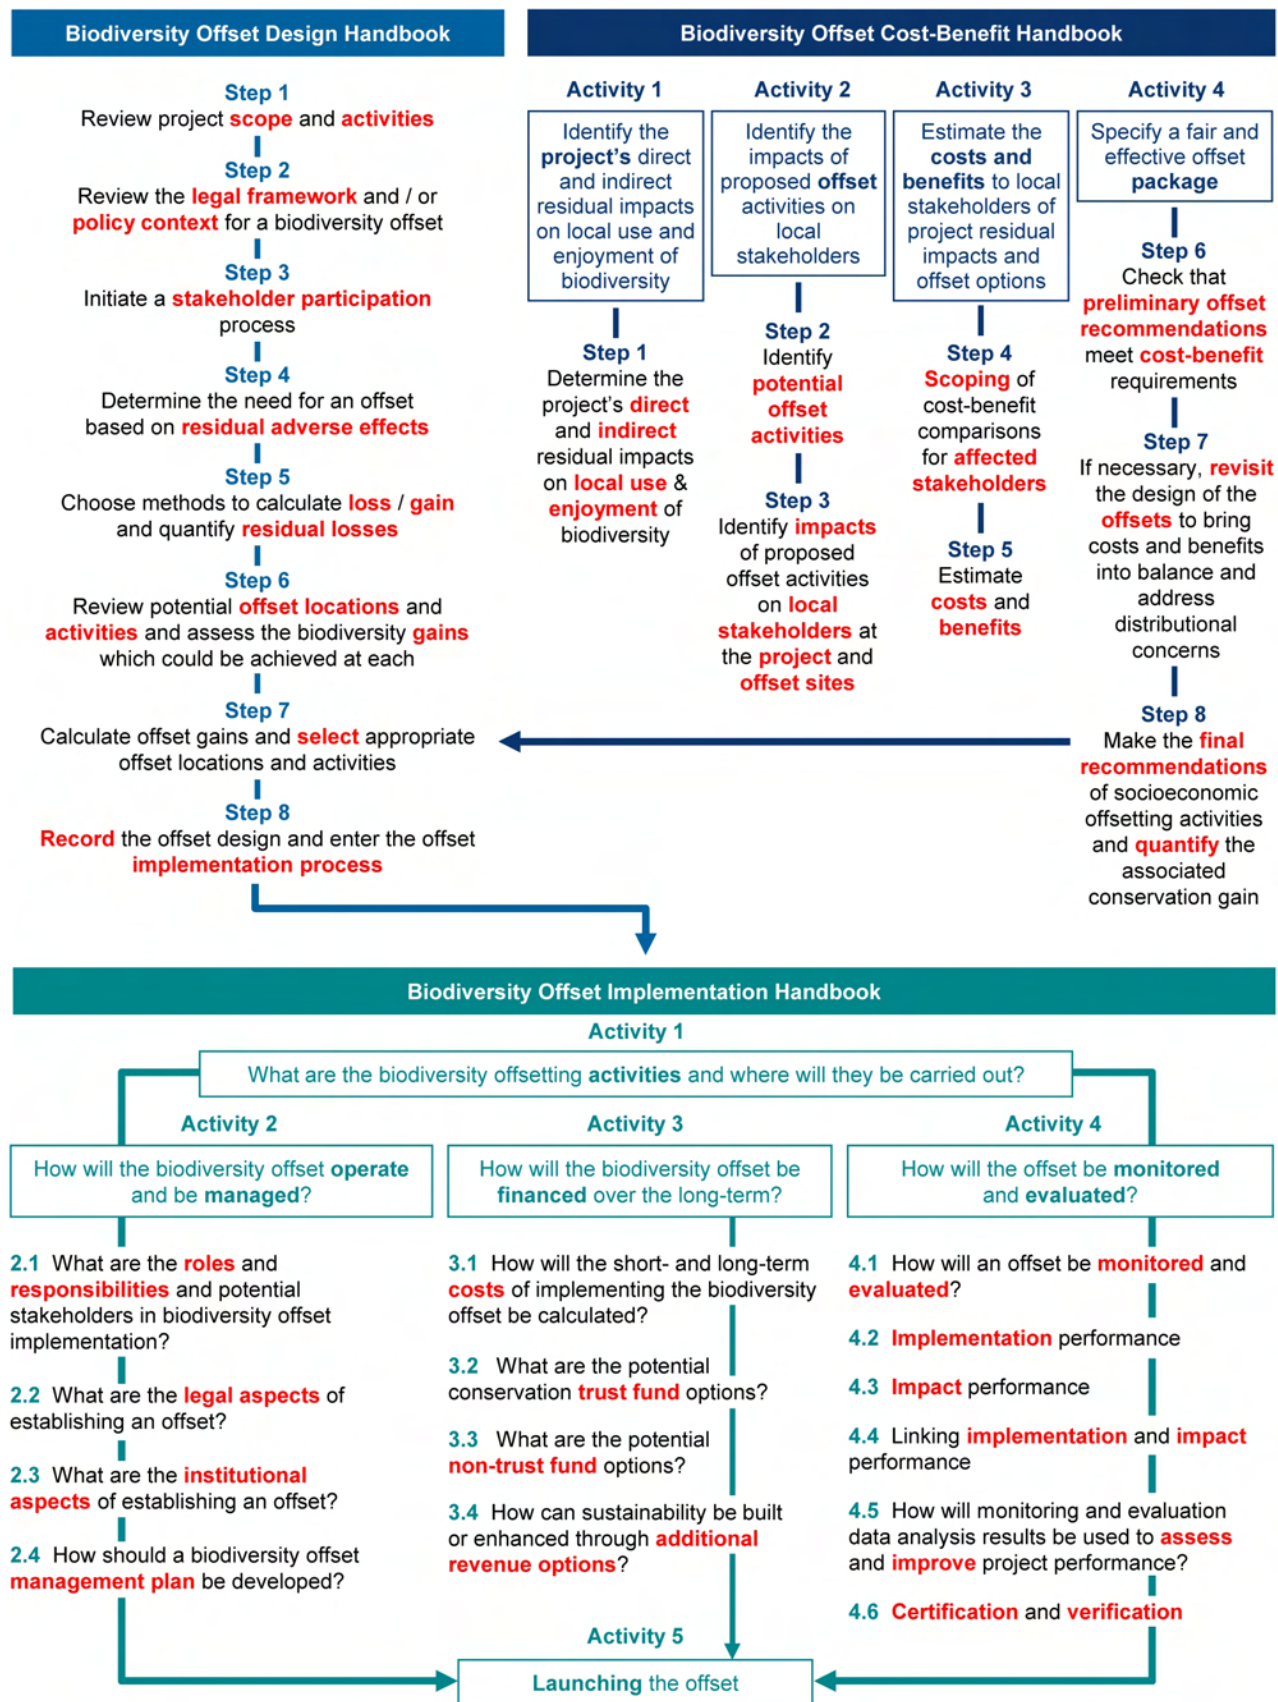 Biodiversity Offset Design Handbook
Step 1
Review project scope and activities
Step 2
Review the legal framework and / or
policy context for a biodiversity offset
Step 3
Initiate a stakeholder participation
process
Step 4
Determine the need for an offset
based on residual adverse effects
Step 5
Choose methods to calculate loss / gain
and quantify residual losses
Step 6
Review potential offset locations and
activities and assess the biodiversity gains
which could be achieved at each
Step 7
Calculate offset gains and select appropriate
offset locations and activities
Step 8
Record the offset design and enter the offset
implementation process
Biodiversity Offset Cost-Benefit Handbook
Activity 1
Identify the
project's direct
and indirect
residual impacts
on local use and
enjoyment of
biodiversity
Step 1
Determine the
project's direct
and indirect
residual impacts
on local use &
enjoyment of
biodiversity
Activity 2
Identify the
impacts of
proposed offset
activities on
local
stakeholders
Step 2
Identify
potential
offset
activities
Step 3
Identify impacts
of proposed
offset activities
on local
stakeholders at
the project and
offset sites
Activity 3
Estimate the
costs and
benefits to local
stakeholders of
project residual
impacts and
offset options
Step 4
Scoping of
cost-benefit
comparisons
for affected
stakeholders
Step 5
Estimate
costs and
benefits
Activity 4
Specify a fair and
effective offset
package
Step 6
Check that
preliminary offset
recommendations
meet cost-benefit
requirements
Step 7
If necessary, revisit
the design of the
offsets to bring
costs and benefits
into balance and
address
distributional
concerns
Step 8
Make the final
recommendations
of socioeconomic
offsetting activities
and quantify the
associated
conservation gain
Biodiversity Offset Implementation Handbook
Activity 1
What are the biodiversity offsetting activities and where will they be carried out?
Activity 2
How will the biodiversity offset operate
and be managed?
2.1 What are the roles and
responsibilities and potential
stakeholders in biodiversity offset
implementation?
2.2 What are the legal aspects of
establishing an offset?
2.3 What are the institutional
aspects of establishing an offset?
2.4 How should a biodiversity offset
management plan be developed?
Activity 3
How will the biodiversity offset be
financed over the long-term?
3.1 How will the short- and long-term
costs of implementing the biodiversity
offset be calculated?
3.2 What are the potential
conservation trust fund options?
3.3 What are the potential
non-trust fund options?
3.4 How can sustainability be built
or enhanced through additional
revenue options?
Activity 4
How will the offset be monitored
and evaluated?
4.1 How will an offset be monitored and
evaluated?
4.2 Implementation performance
4.3 Impact performance
4.4 Linking implementation and impact
performance
4.5 How will monitoring and evaluation
data analysis results be used to assess
and improve project performance?
4.6 Certification and verification
Activity 5
Launching the offset